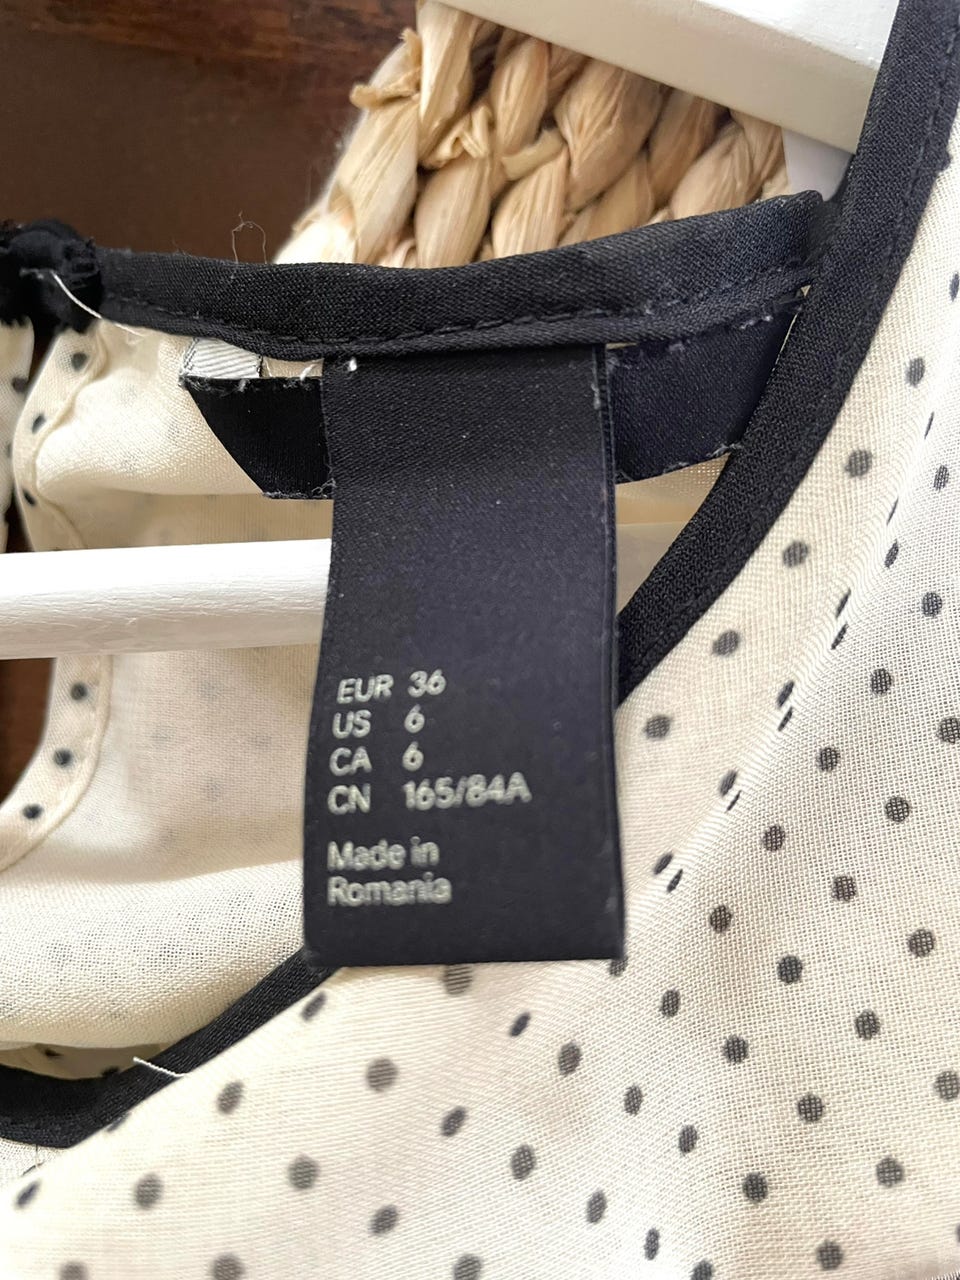 EUR 36
US 6
CA 6
CN 165/84A
Made in
Romania